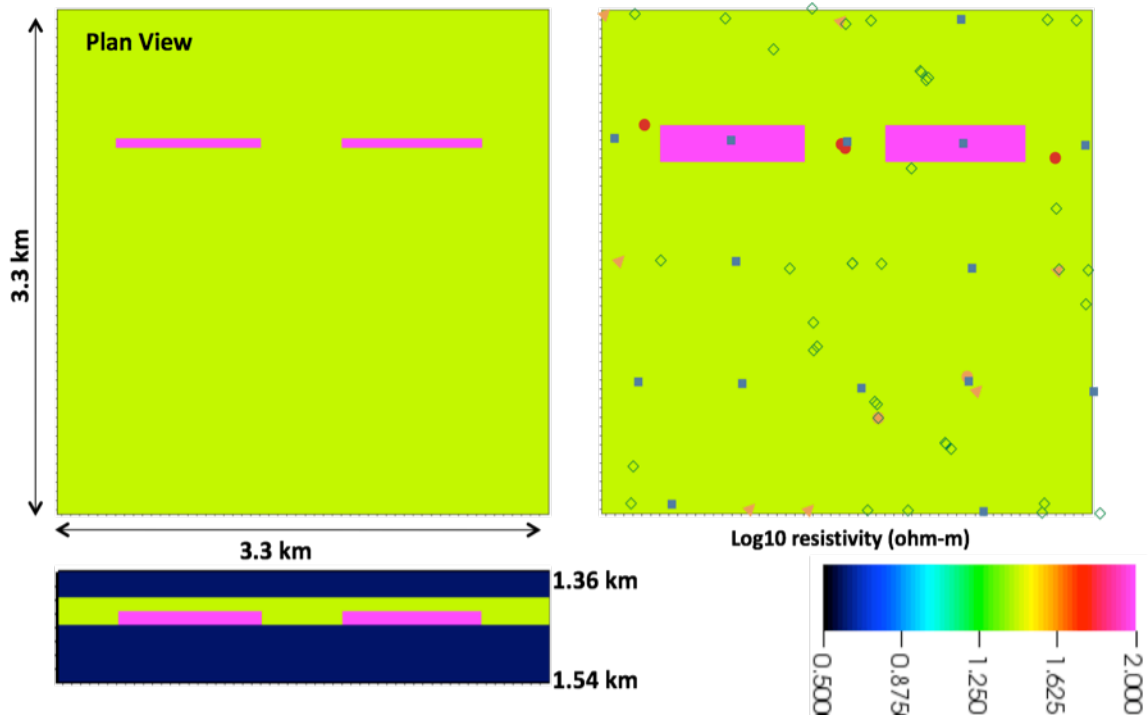 Plan View
3.3 km
3.3 km
1.36 km
1.54 km
Log10 resistivity (ohm-m)
0.500
0.875
1.250
1.625
2.000